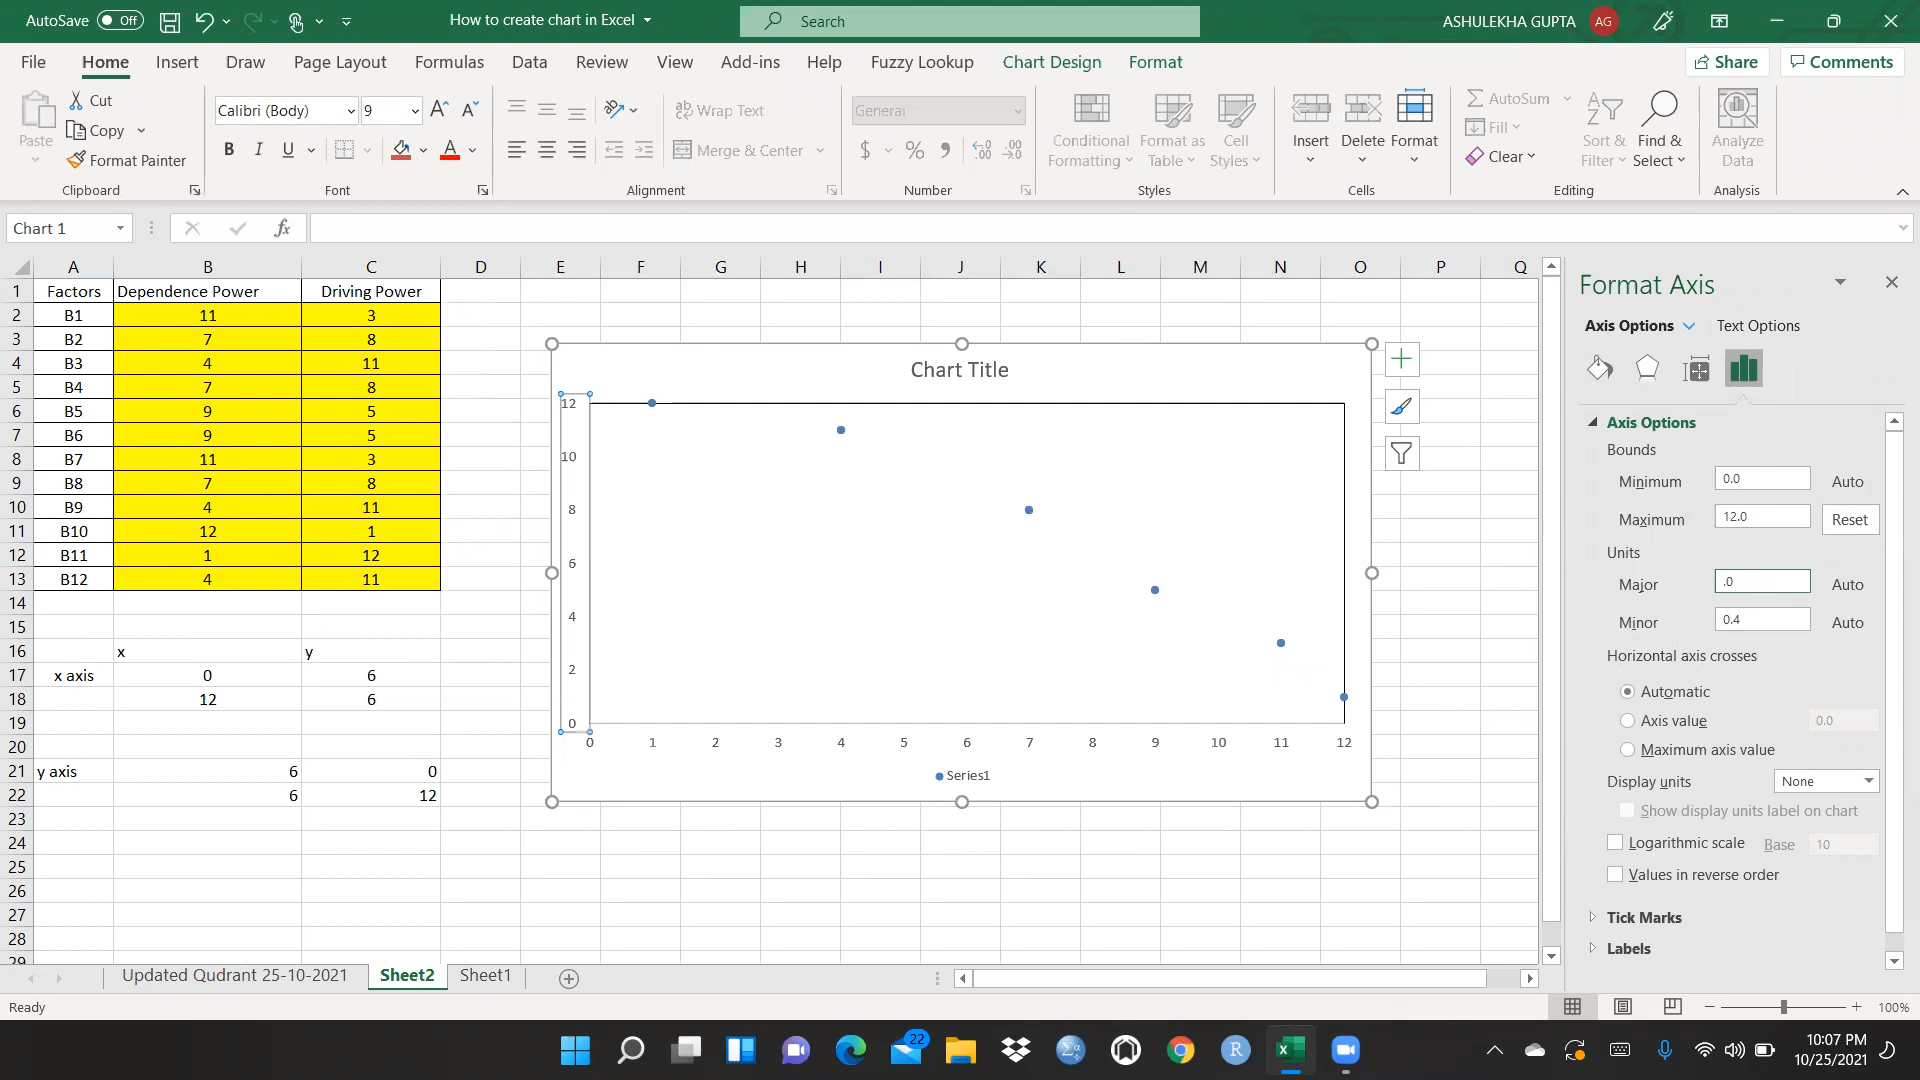 AutoSave Off How to create chart in Excel Search ASHULEKHA GUPTA AG
File Home Insert Draw Page Layout Formulas Data Review View Add-ins Help Fuzzy Lookup Chart Design Format Share Comments
Paste Cut Copy Format Painter
Clipboard
Calibri (Body) 9
B I U A
Font
ab Wrap Text
Merge & Center
Alignment
General
$ % 9
Number
Conditional Formatting Format as Table Cell Styles
Styles
Insert Delete Format
Cells
AutoSum Fill Clear Sort & Filter Find & Select
Editing
Analyze Data
Analysis
Chart 1 fx
A B C D E F G H I J K L M N O P Q
1 Factors Dependence Power Driving Power
2 B1 11 3
3 B2 7 8
4 B3 4 11
5 B4 7 8
6 B5 9 5
7 B6 9 5
8 B7 11 3
9 B8 7 8
10 B9 4 11
11 B10 12 1
12 B11 1 12
13 B12 4 11
14
15
16 x y
17 x axis 0 6
18 12 6
19
20
21 y axis 6 0
22 6 12
23
24
25
26
27
28
29
Chart Title
12
10
8
6
4
2
0
0 1 2 3 4 5 6 7 8 9 10 11 12
Series1
Format Axis
Axis Options Text Options
Axis Options
Bounds
Minimum 0.0 Auto
Maximum 12.0 Reset
Units
Major .0 Auto
Minor 0.4 Auto
Horizontal axis crosses
Automatic
Axis value 0.0
Maximum axis value
Display units None
Show display units label on chart
Logarithmic scale Base 10
Values in reverse order
Tick Marks
Labels
Updated Qudrant 25-10-2021 Sheet2 Sheet1
Ready 100%
22
10:07 PM
10/25/2021